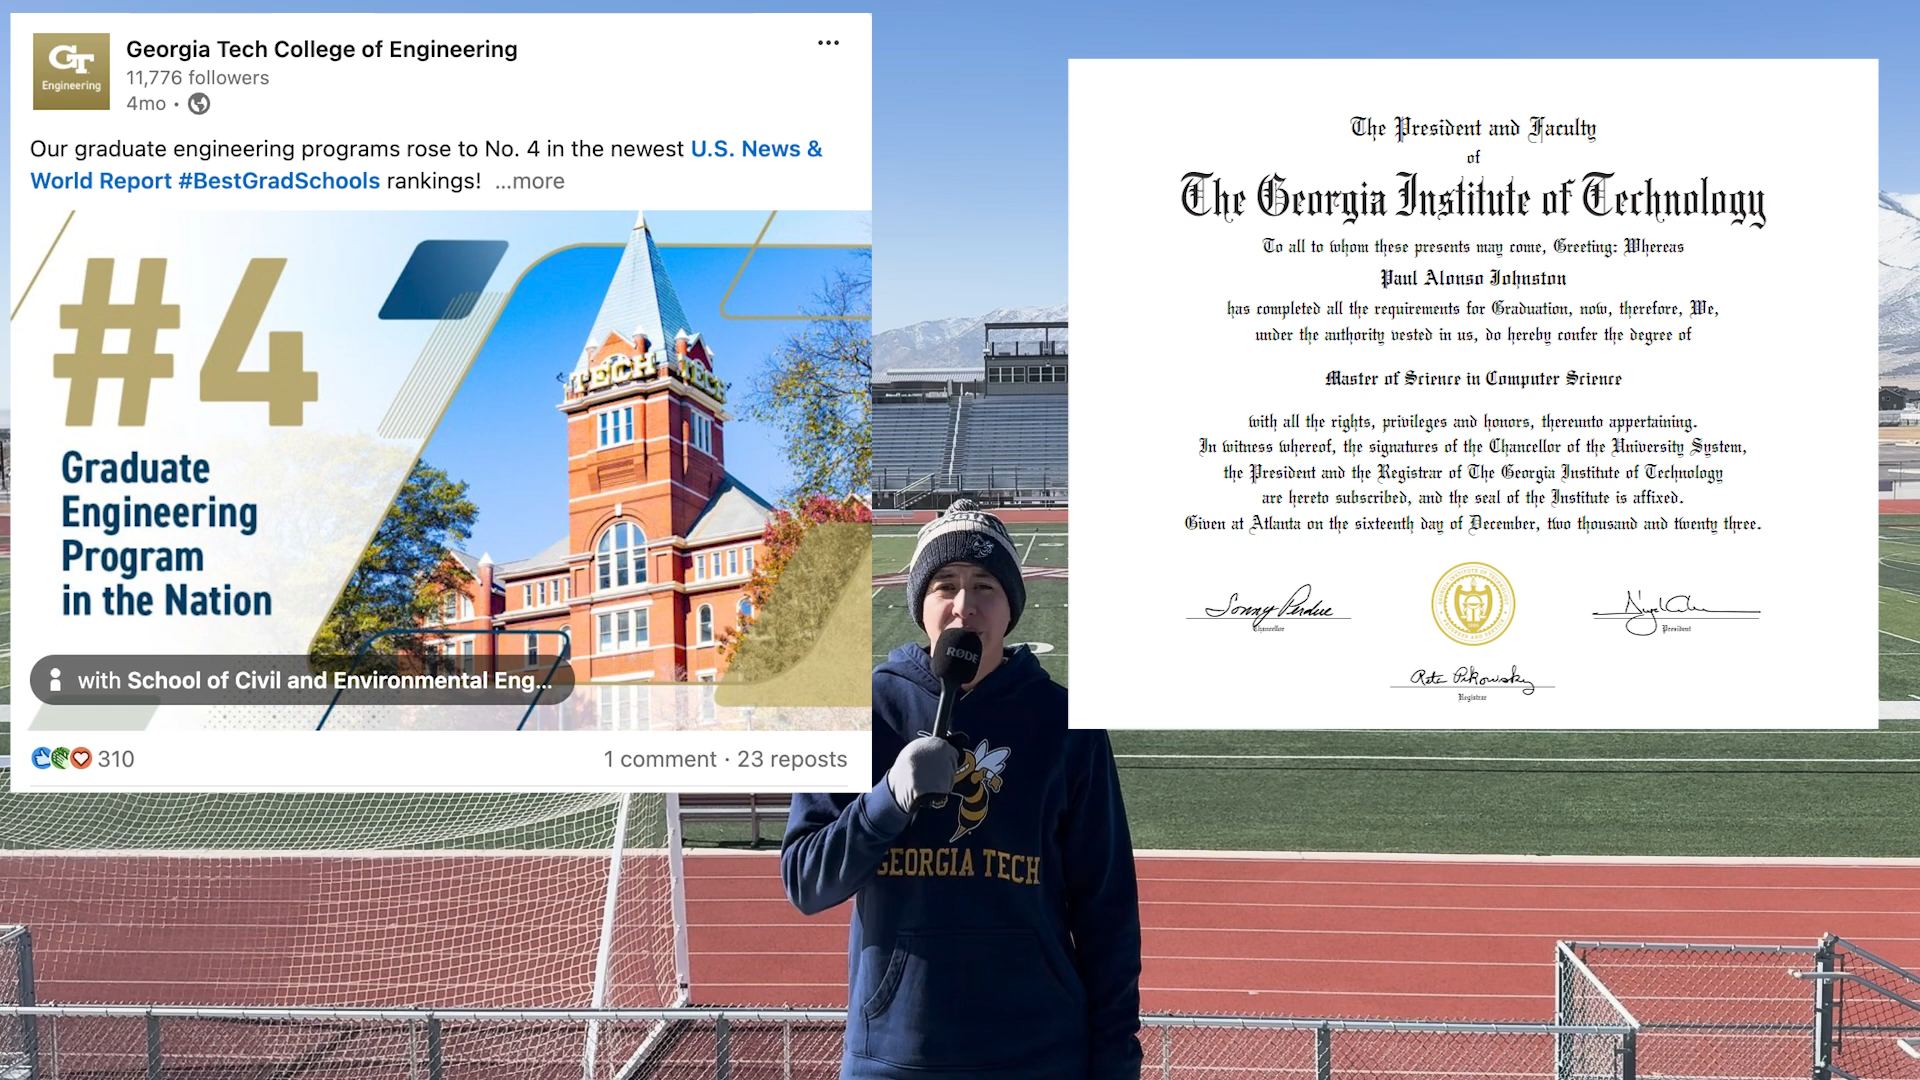 GT
Engineering
Georgia Tech College of Engineering
11,776 followers
4mo •
Our graduate engineering programs rose to No. 4 in the newest U.S. News &
World Report #BestGradSchools rankings! ...more
#4
Graduate
Engineering
Program
in the Nation
TECH TECH
with School of Civil and Environmental Eng...
310
1 comment · 23 reposts
The President and Faculty
of
The Georgia Institute of Technology
To all to whom these presents may come, Greeting: Whereas
Paul Alonso Johnston
has completed all the requirements for Graduation, now, therefore, We,
under the authority vested in us, do hereby confer the degree of
Master of Science in Computer Science
with all the rights, privileges and honors, thereunto appertaining.
In witness whereof, the signatures of the Chancellor of the University System,
the President and the Registrar of The Georgia Institute of Technology
are hereto subscribed, and the seal of the Institute is affixed.
Given at Atlanta on the sixteenth day of December, two thousand and twenty three.
Sonny Perdue
Chancellor
President
Registrar
RØDE
GEORGIA TECH